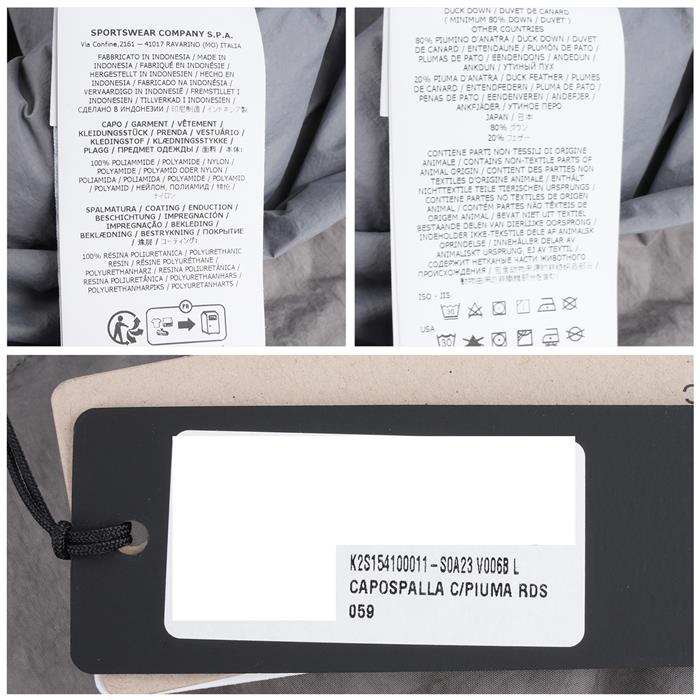 SPORTSWEAR COMPANY S.P.A.
Via Confine,2161 - 41017 RAVARINO (MO) ITALIA
FABBRICATO IN INDONESIA / MADE IN
INDONESIA / FABRIQUÉ EN INDONÉSIE /
HERGESTELLT IN INDONESIEN / HECHO EN
INDONESIA / FABRICADO NA INDONÉSIA /
VERVAARDIGD IN INDONESIË / FREMSTILLET I
INDONESIEN / TILLVERKAD I INDONESIEN /
СДЕЛАНО В ИНДОНЕЗИИ / 印尼制造 / インドネシア製
CAPO / GARMENT / VÊTEMENT /
KLEIDUNGSSTÜCK / PRENDA / VESTUÁRIO /
KLEDINGSTOF / KLÆDNINGSSTYKKE /
PLAGG / ПРЕДМЕТ ОДЕЖДЫ / 面料 / 本体:
100% POLIAMMIDE / POLYAMIDE / NYLON /
POLYAMIDE / POLYAMID ODER NYLON /
POLIAMIDA / POLIAMIDA / POLYAMIDE / POLYAMID
/ POLYAMID / НЕЙЛОН, ПОЛИАМИД / 锦纶 /
ナイロン
SPALMATURA / COATING / ENDUCTION /
BESCHICHTUNG / IMPREGNACIÓN /
IMPREGNAÇÃO / BEKLEDING /
BEKLÆDNING / BESTRYKNING / ПОКРЫТИЕ
/ 涂层 / コーティング:
100% RESINA POLIURETANICA / POLYURETHANIC
RESIN / RÉSINE POLYURÉTHANE /
POLYURETHANHARZ / RESINA POLIURETÁNICA /
RESINA POLIURETÂNICA / POLYURETHAANHARS /
POLYURETHANHARPIKS / POLYURETANHARTS /
FR
DUCK DOWN / DUVET DE CANARD
( MINIMUM 80% DOWN / DUVET )
OTHER COUNTRIES
80% PIUMINO D'ANATRA / DUCK DOWN / DUVET
DE CANARD / ENTENDAUNE / PLUMÓN DE PATO /
PLUMAS DE PATO / EENDENDONS / ANDEDUN /
ANKDUN / УТИНЫЙ ПУХ
20% PIUMA D'ANATRA / DUCK FEATHER / PLUMES
DE CANARD / ENTENDFEDERN / PLUMA DE PATO /
PENAS DE PATO / EENDENVEREN / ANDEFJER /
ANKFJÄDER / УТИНОЕ ПЕРО
JAPAN / 日本
80% ダウン
20% フェザー
CONTIENE PARTI NON TESSILI DI ORIGINE
ANIMALE / CONTAINS NON-TEXTILE PARTS OF
ANIMAL ORIGIN / CONTIENT DES PARTIES NON
TEXTILES D'ORIGINE ANIMALE / ENTHÄLT
NICHTTEXTILE TEILE TIERISCHEN URSPRUNGS /
CONTIENE PARTES NO TEXTILES DE ORIGEN
ANIMAL / CONTÉM PARTES NÃO TÊXTEIS DE
ORIGEM ANIMAL / BEVAT NIET UIT TEXTIEL
BESTAANDE DELEN VAN DIERLIJKE OORSPRONG /
INDEHOLDER IKKE-TEKSTILE DELE AF ANIMALSK
OPRINDELSE / INNEHÅLLER DELAR AV
ANIMALISKT URSPRUNG. EJ TEXTIL /
СОДЕРЖИТ НЕТКАНЫЕ ЧАСТИ ЖИВОТНОГО
ПРОИСХОЖДЕНИЯ /
ISO - JIS
30
USA
30
K2S154100011-S0A23 V006B L
CAPOSPALLA C/PIUMA RDS
059